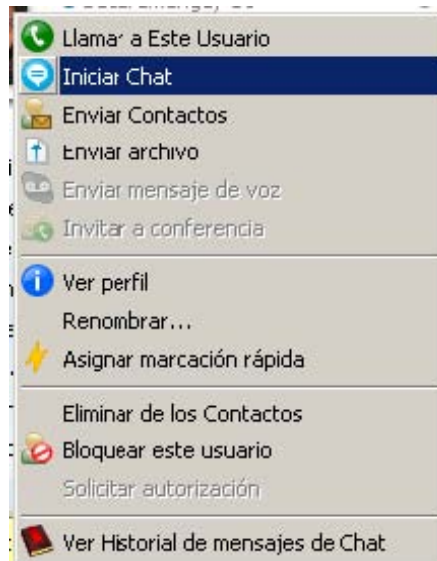 Llamar a Este Usuario
Iniciar Chat
Enviar Contactos
Enviar archivo
Enviar mensaje de voz
Invitar a conferencia
Ver perfil
Renombrar...
Asignar marcación rápida
Eliminar de los Contactos
Bloquear este usuario
Solicitar autorización
Ver Historial de mensajes de Chat